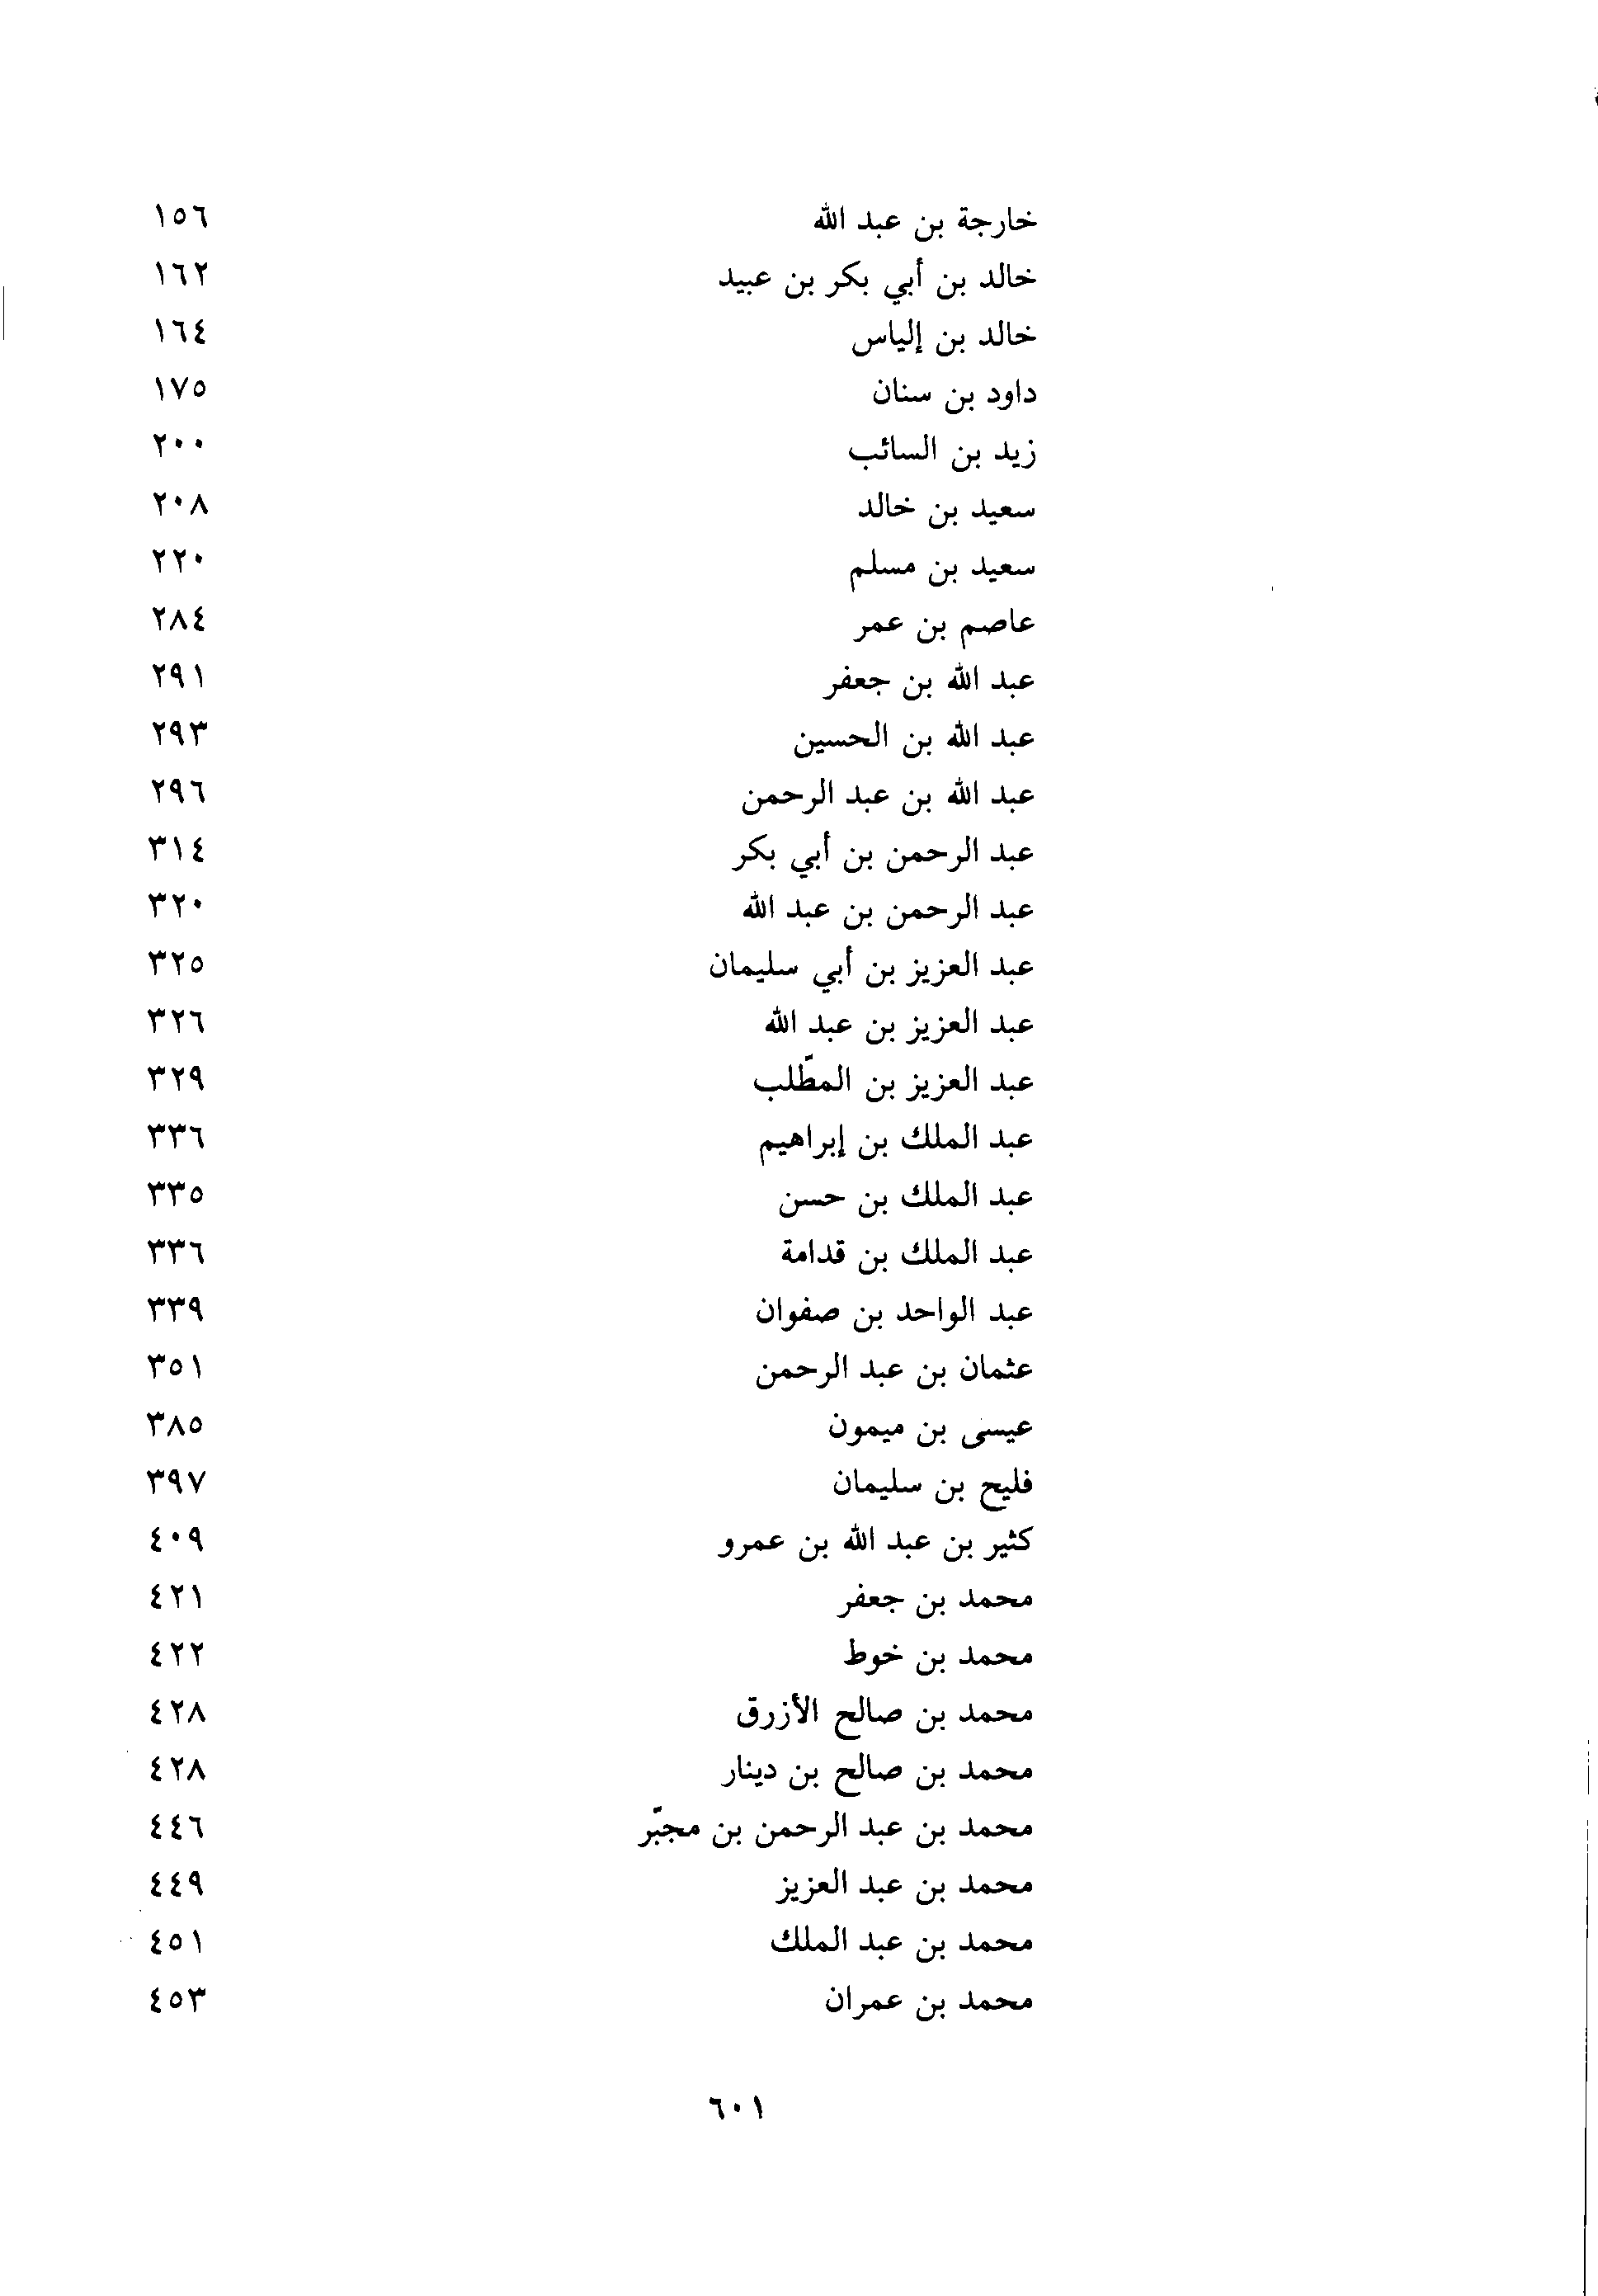 خارجة بن عبد الله ١٥٦
خالد بن أبي بكر بن عبيد ١٦٢
خالد بن إلياس ١٦٤
داود بن سنان ١٧٥
زيد بن السائب ٢٠٠
سعيد بن خالد ٢٠٨
سعيد بن مسلم ٢٢٠
عاصم بن عمر ٢٨٤
عبد الله بن جعفر ٢٩١
عبد الله بن الحسين ٢٩٣
عبد الله بن عبد الرحمن ٢٩٦
عبد الرحمن بن أبي بكر ٣١٤
عبد الرحمن بن عبد الله ٣٢٠
عبد العزيز بن أبي سليمان ٣٢٥
عبد العزيز بن عبد الله ٣٢٦
عبد العزيز بن المطّلب ٣٢٩
عبد الملك بن إبراهيم ٣٣٦
عبد الملك بن حسن ٣٣٥
عبد الملك بن قدامة ٣٣٦
عبد الواحد بن صفوان ٣٣٩
عثمان بن عبد الرحمن ٣٥١
عيسى بن ميمون ٣٨٥
فليح بن سليمان ٣٩٧
كثير بن عبد الله بن عمرو ٤٠٩
محمد بن جعفر ٤٢١
محمد بن خوط ٤٢٢
محمد بن صالح الأزرق ٤٢٨
محمد بن صالح بن دينار ٤٢٨
محمد بن عبد الرحمن بن مجبّر ٤٤٦
محمد بن عبد العزيز ٤٤٩
محمد بن عبد الملك ٤٥١
محمد بن عمران ٤٥٣
٦٠١